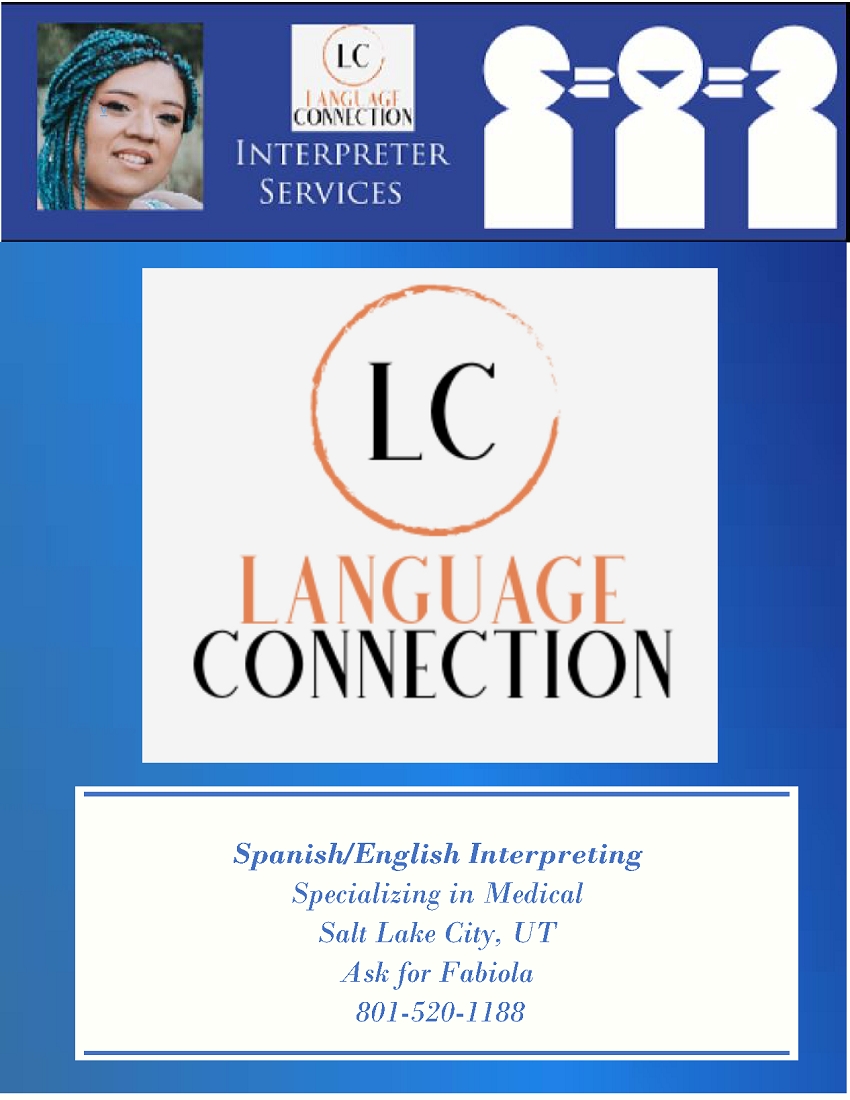 LC
LANGUAGE
CONNECTION
INTERPRETER
SERVICES
LC
LANGUAGE
CONNECTION
Spanish/English Interpreting
Specializing in Medical
Salt Lake City, UT
Ask for Fabiola
801-520-1188